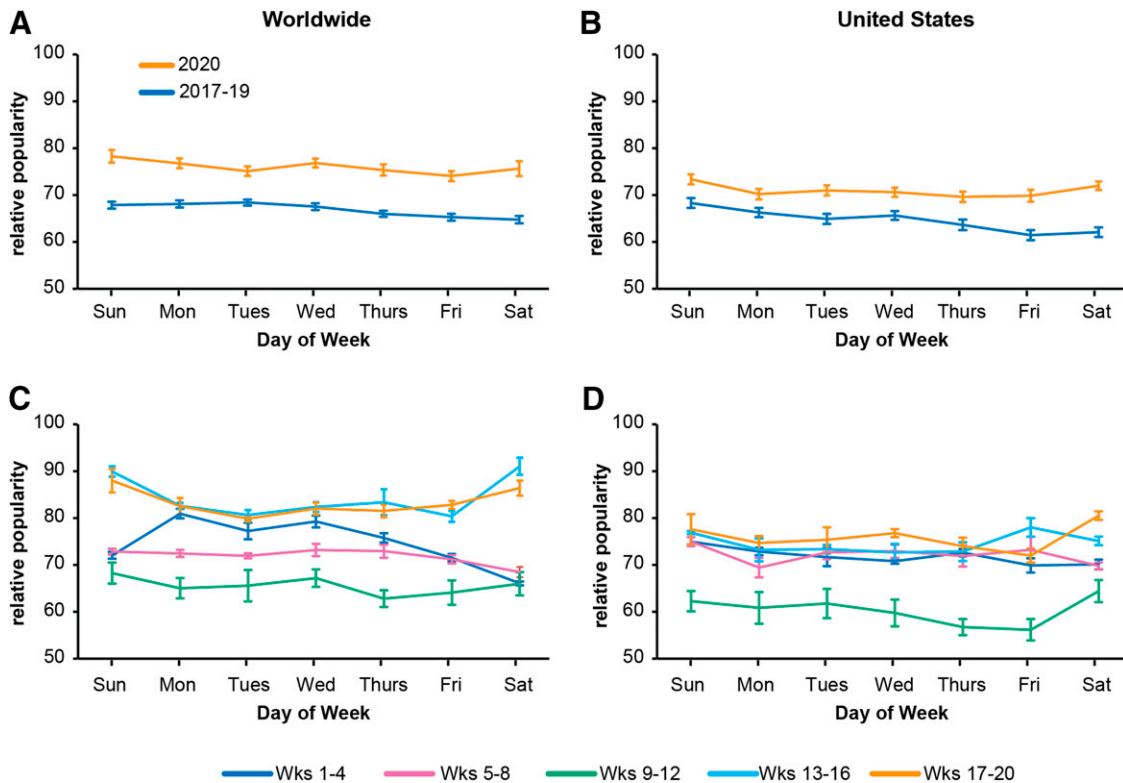 A
Worldwide
B
United States
relative popularity
100
90
80
70
60
50
2020
2017-19
Sun Mon Tues Wed Thurs Fri Sat
Day of Week
relative popularity
100
90
80
70
60
50
Sun Mon Tues Wed Thurs Fri Sat
Day of Week
C
relative popularity
100
90
80
70
60
50
Sun Mon Tues Wed Thurs Fri Sat
Day of Week
D
relative popularity
100
90
80
70
60
50
Sun Mon Tues Wed Thurs Fri Sat
Day of Week
Wks 1-4 Wks 5-8 Wks 9-12 Wks 13-16 Wks 17-20